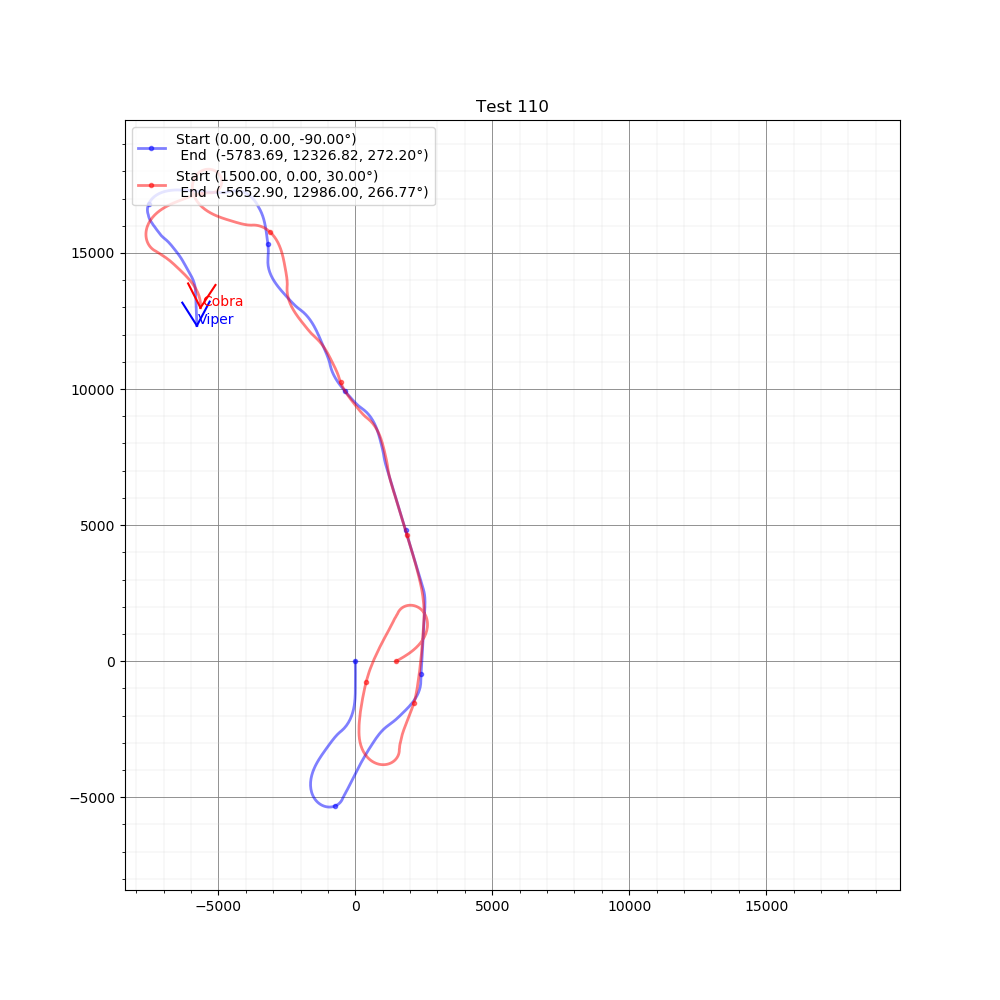 Test 110
Start (0.00, 0.00, -90.00°)
End (-5783.69, 12326.82, 272.20°)
Start (1500.00, 0.00, 30.00°)
End (-5652.90, 12986.00, 266.77°)
15000
10000
5000
0
−5000
Cobra
Viper
−5000 0 5000 10000 15000